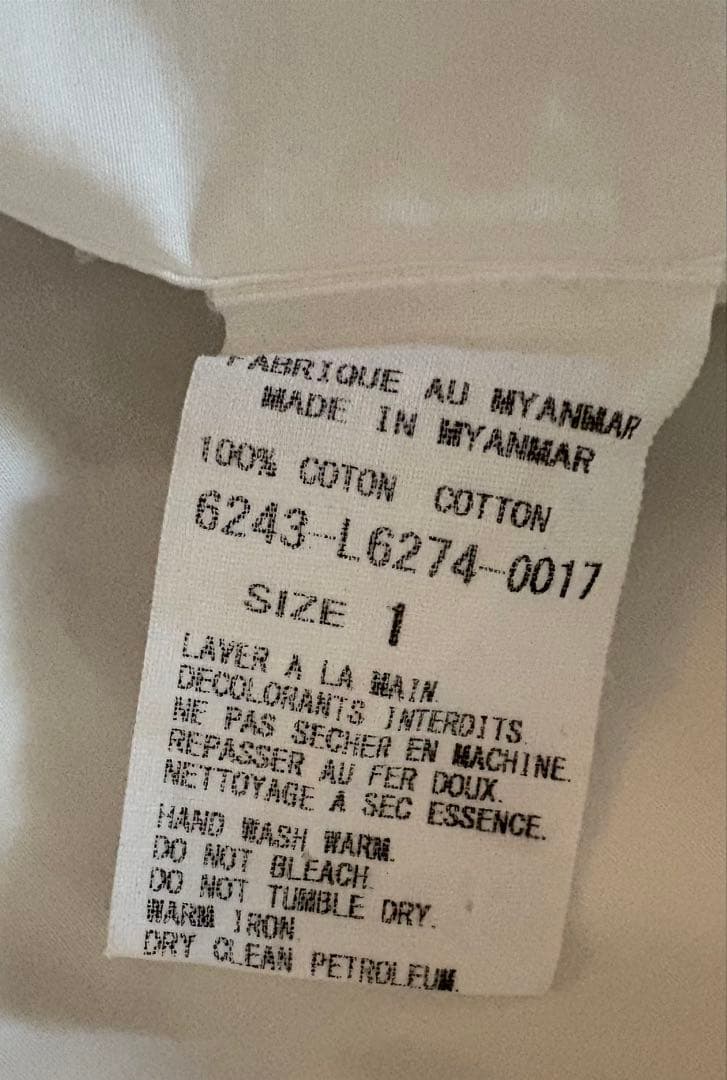 FABRIQUE AU MYANMAR
MADE IN MYANMAR
100% COTON COTTON
6243-L6274-0017
SIZE 1
LAVER A LA MAIN.
DECOLORANTS INTERDITS.
NE PAS SECHER EN MACHINE.
REPASSER AU FER DOUX.
NETTOYAGE A SEC ESSENCE.
HAND WASH WARM.
DO NOT BLEACH.
DO NOT TUMBLE DRY.
WARM IRON.
DRY CLEAN PETROLEUM.